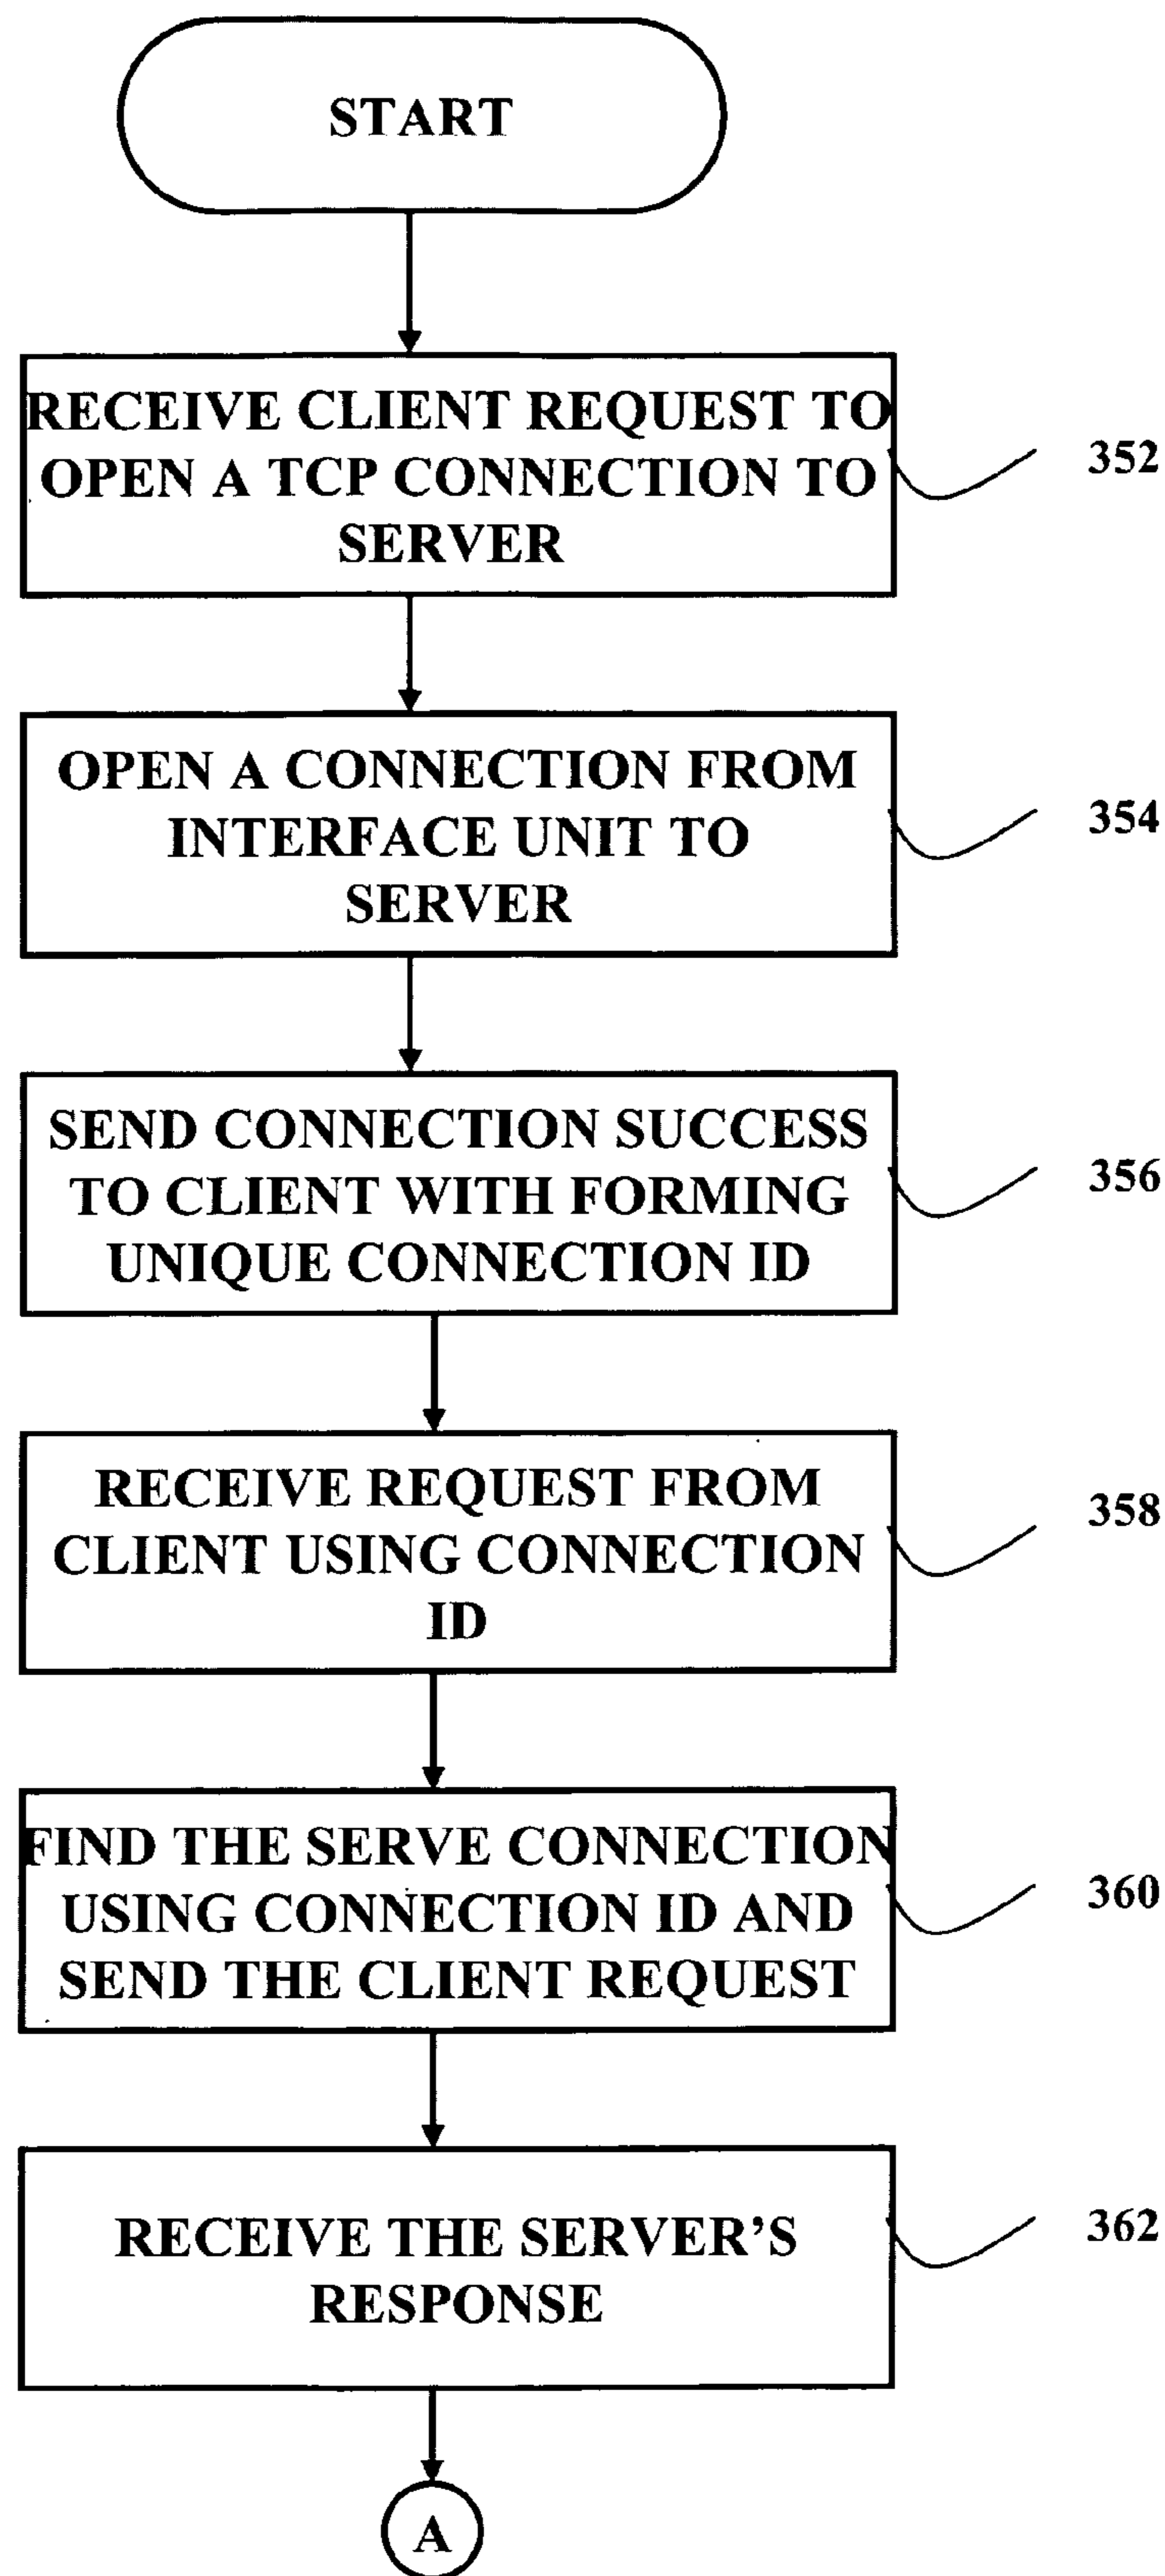 START
RECEIVE CLIENT REQUEST TO
OPEN A TCP CONNECTION TO
SERVER
352
OPEN A CONNECTION FROM
INTERFACE UNIT TO
SERVER
354
SEND CONNECTION SUCCESS
TO CLIENT WITH FORMING
UNIQUE CONNECTION ID
356
RECEIVE REQUEST FROM
CLIENT USING CONNECTION
ID
358
FIND THE SERVE CONNECTION
USING CONNECTION ID AND
SEND THE CLIENT REQUEST
360
RECEIVE THE SERVER'S
RESPONSE
362
A